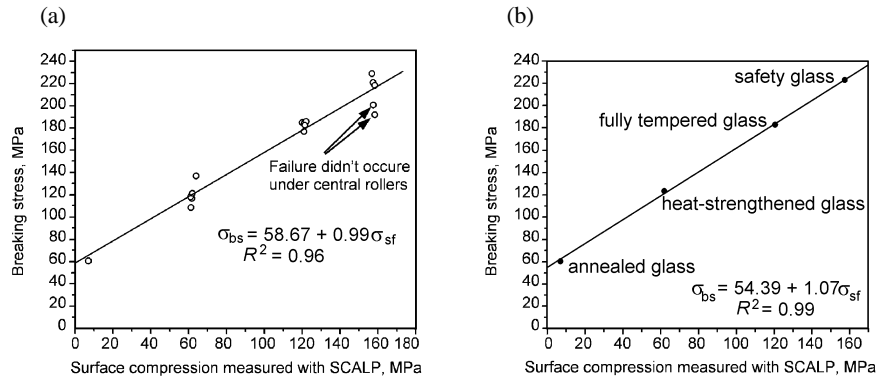 (a)
240
220
200
180
160
140
120
100
80
60
40
20
0
Breaking stress, MPa
Failure didn't occure
under central rollers
σbs = 58.67 + 0.99σsf
R² = 0.96
0 20 40 60 80 100 120 140 160 180
Surface compression measured with SCALP, MPa
(b)
240
220
200
180
160
140
120
100
80
60
40
20
0
Breaking stress, MPa
safety glass
fully tempered glass
heat-strengthened glass
annealed glass
σbs = 54.39 + 1.07σsf
R² = 0.99
0 20 40 60 80 100 120 140 160
Surface compression measured with SCALP, MPa